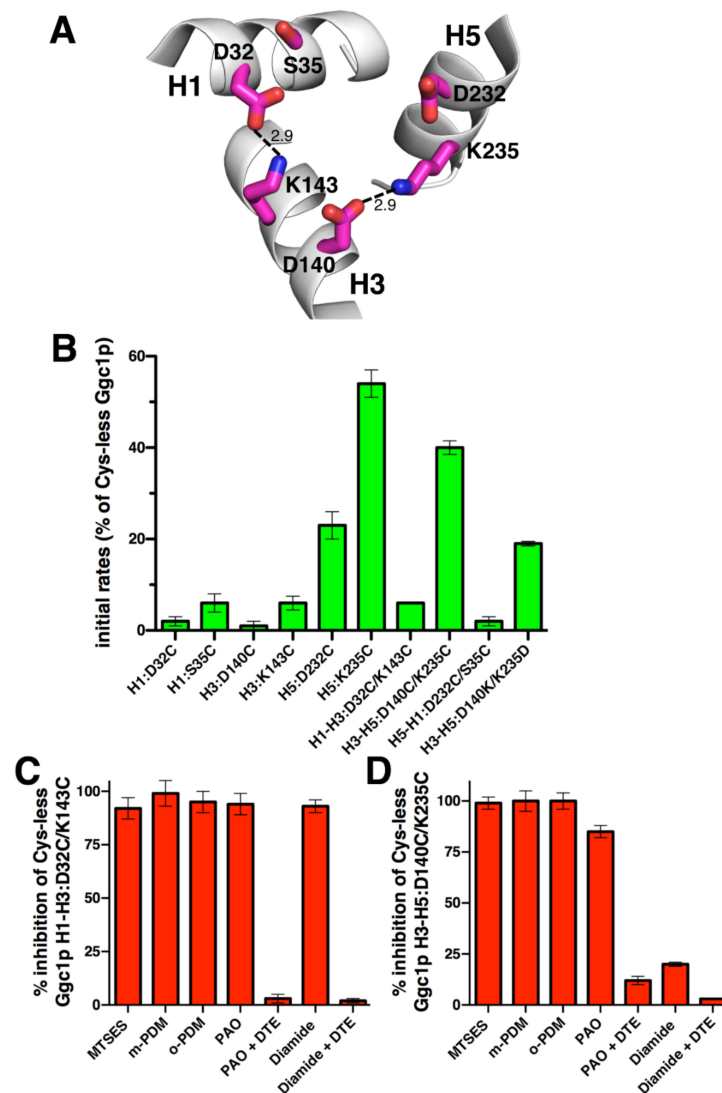 A
D32
S35
H5
H1
D232
2.9
K235
K143
2.9
D140
H3
B
initial rates (% of Cys-less Ggc1p)
60
40
20
0
H1:D32C
H1:S35C
H3:D140C
H3:K143C
H5:D232C
H5:K235C
H1-H3:D32C/K143C
H3-H5:D140C/K235C
H5-H1:D232C/S35C
H3-H5:D140K/K235D
C
% inhibition of Cys-less
Ggc1p H1-H3:D32C/K143C
100
75
50
25
0
MTSES
m-PDM
o-PDM
PAO
PAO + DTE
Diamide
Diamide + DTE
D
% inhibition of Cys-less
Ggc1p H3-H5:D140C/K235C
100
75
50
25
0
MTSES
m-PDM
o-PDM
PAO
PAO + DTE
Diamide
Diamide + DTE